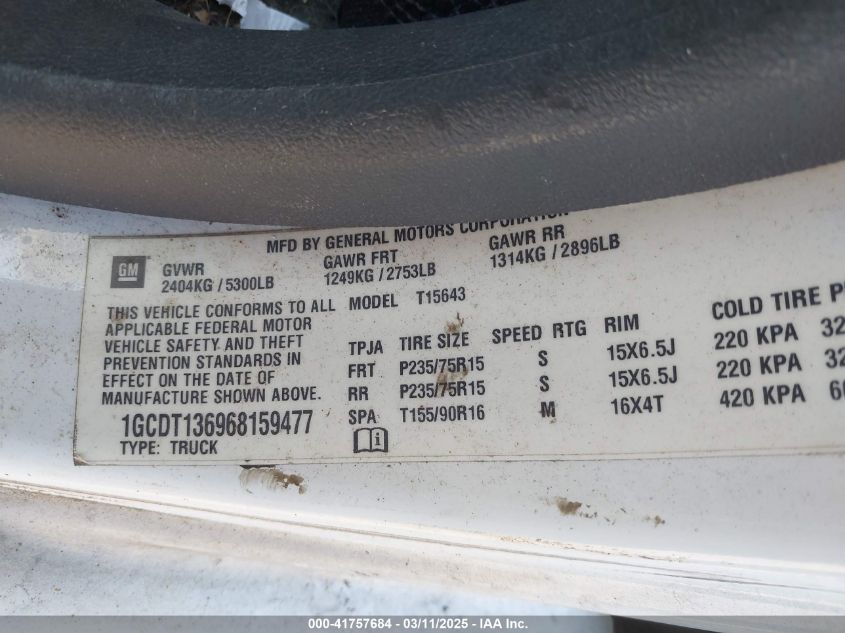 MFD BY GENERAL MOTORS CORPORATION
GM
GVWR GAWR FRT GAWR RR
2404KG / 5300LB 1249KG / 2753LB 1314KG / 2896LB
THIS VEHICLE CONFORMS TO ALL
APPLICABLE FEDERAL MOTOR
VEHICLE SAFETY AND THEFT
PREVENTION STANDARDS IN
EFFECT ON THE DATE OF
MANUFACTURE SHOWN ABOVE.
1GCDT136968159477
TYPE: TRUCK
MODEL T15643
TPJA TIRE SIZE SPEED RTG RIM COLD TIRE
FRT P235/75R15 S 15X6.5J 220 KPA 32
RR P235/75R15 S 15X6.5J 220 KPA 32
SPA T155/90R16 M 16X4T 420 KPA
000-41757684 - 03/11/2025 - IAA Inc.